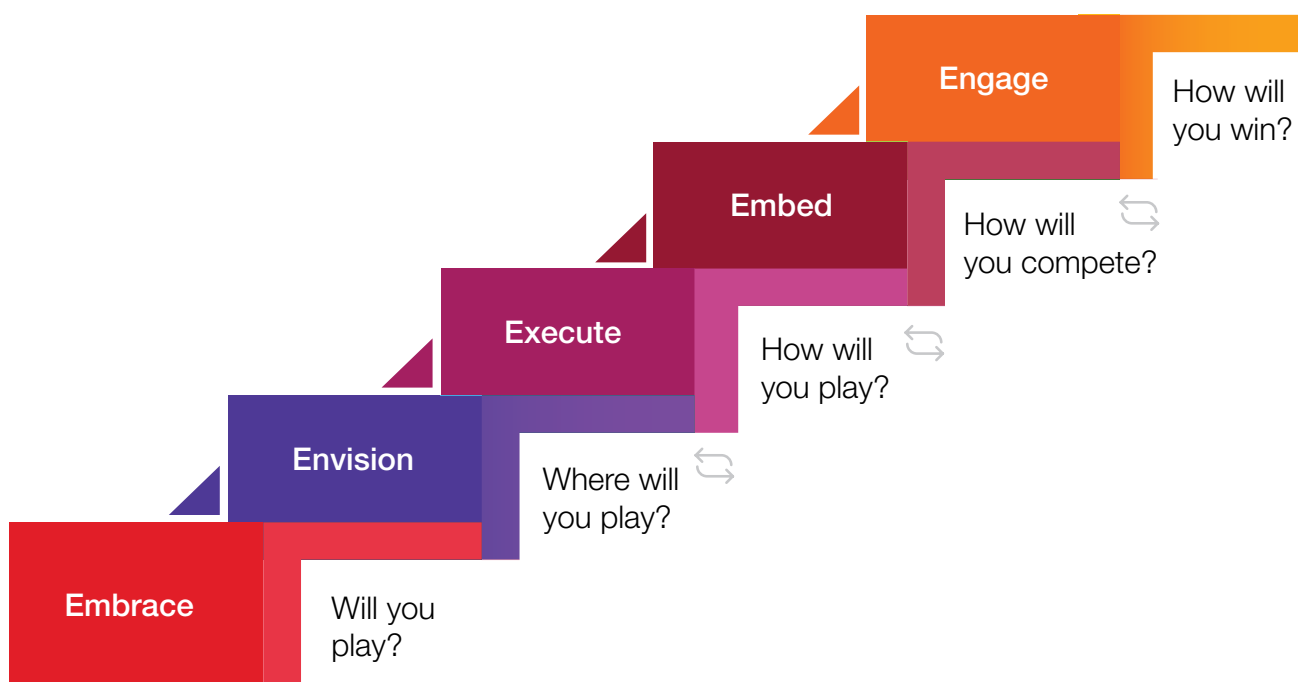 Engage
How will
you win?
Embed
How will
you compete?
Execute
How will
you play?
Envision
Where will
you play?
Embrace
Will you
play?